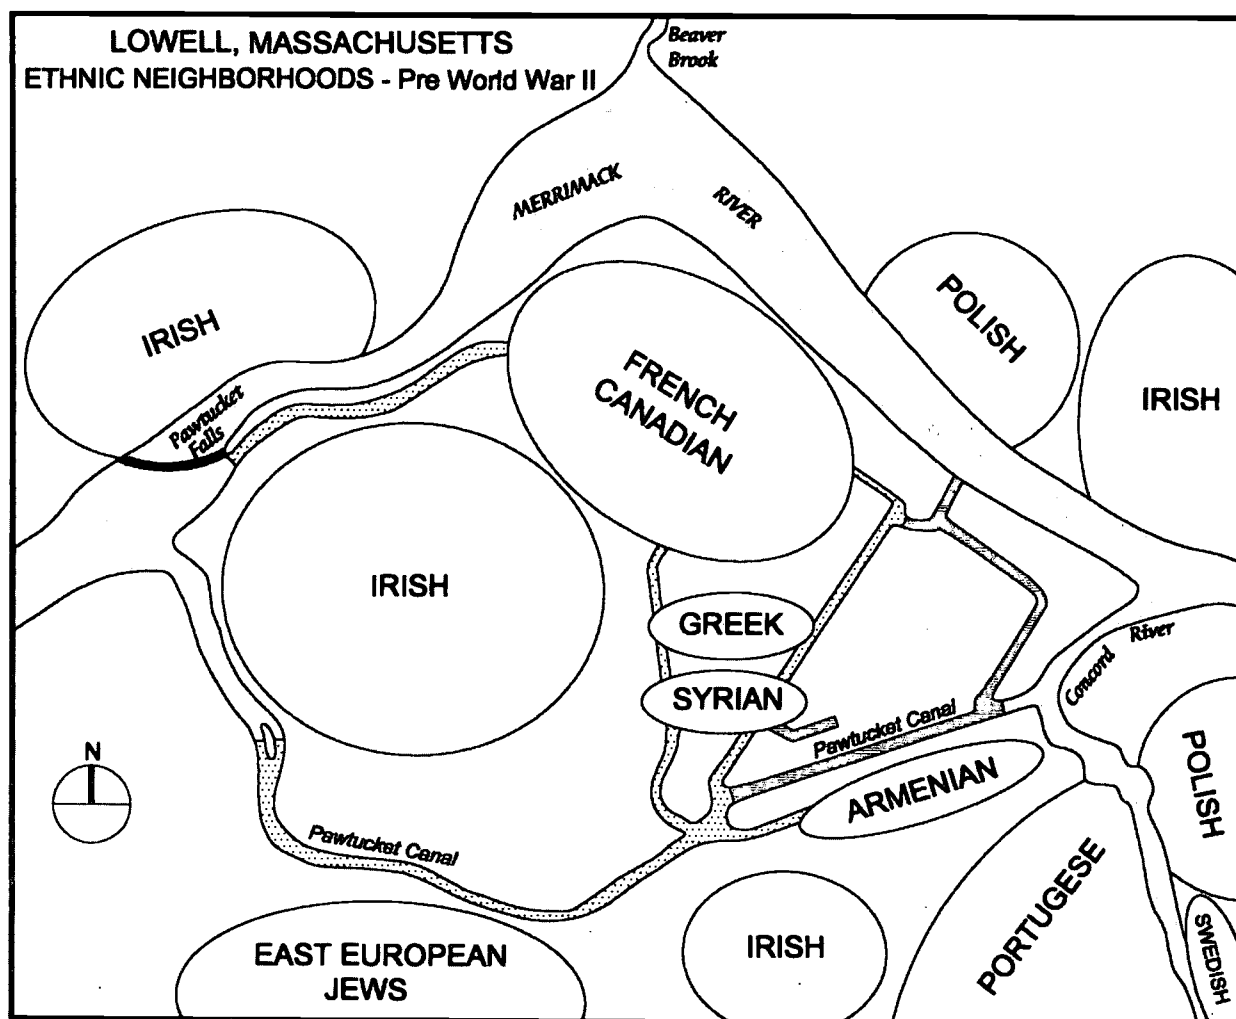 LOWELL, MASSACHUSETTS
ETHNIC NEIGHBORHOODS - Pre World War II
Beaver
Brook
MERRIMACK
RIVER
IRISH
Pawtucket
Falls
FRENCH
CANADIAN
POLISH
IRISH
IRISH
GREEK
SYRIAN
Concord
River
Pawtucket Canal
ARMENIAN
POLISH
N
Pawtucket Canal
PORTUGESE
SWEDISH
EAST EUROPEAN
JEWS
IRISH